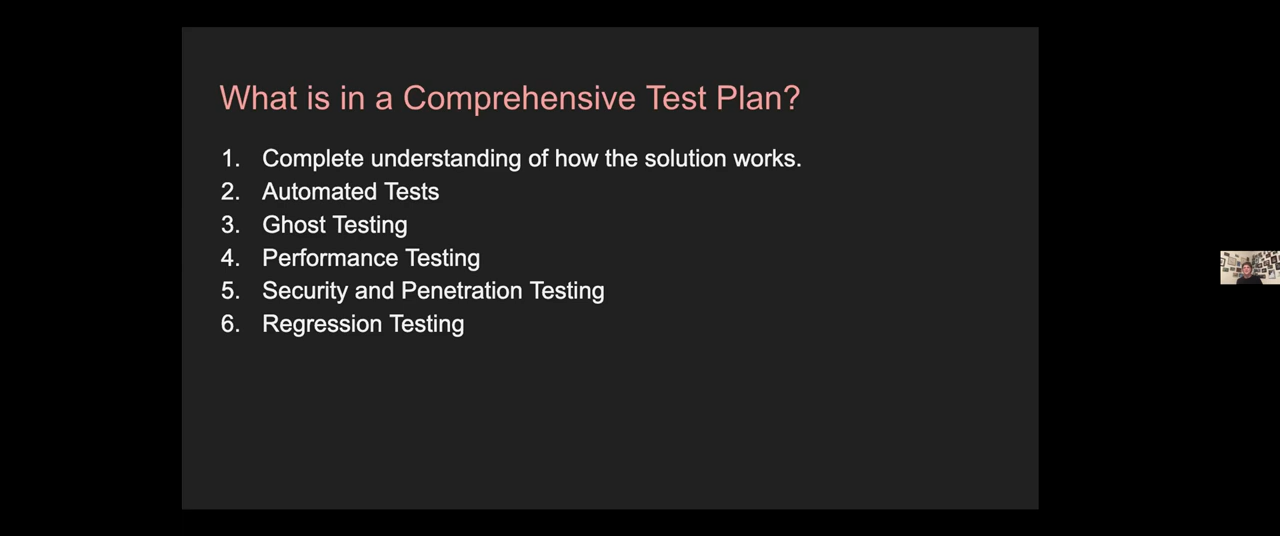 What is in a Comprehensive Test Plan?
1. Complete understanding of how the solution works.
2. Automated Tests
3. Ghost Testing
4. Performance Testing
5. Security and Penetration Testing
6. Regression Testing